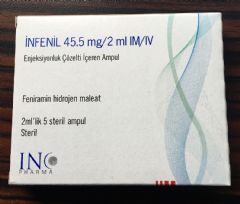 İNFENİL 45.5 mg/2 ml IM/IV
Enjeksiyonluk Çözelti İçeren Ampul
Feniramin hidrojen maleat
2ml'lik 5 steril ampul
Steril
INC
PHARMA